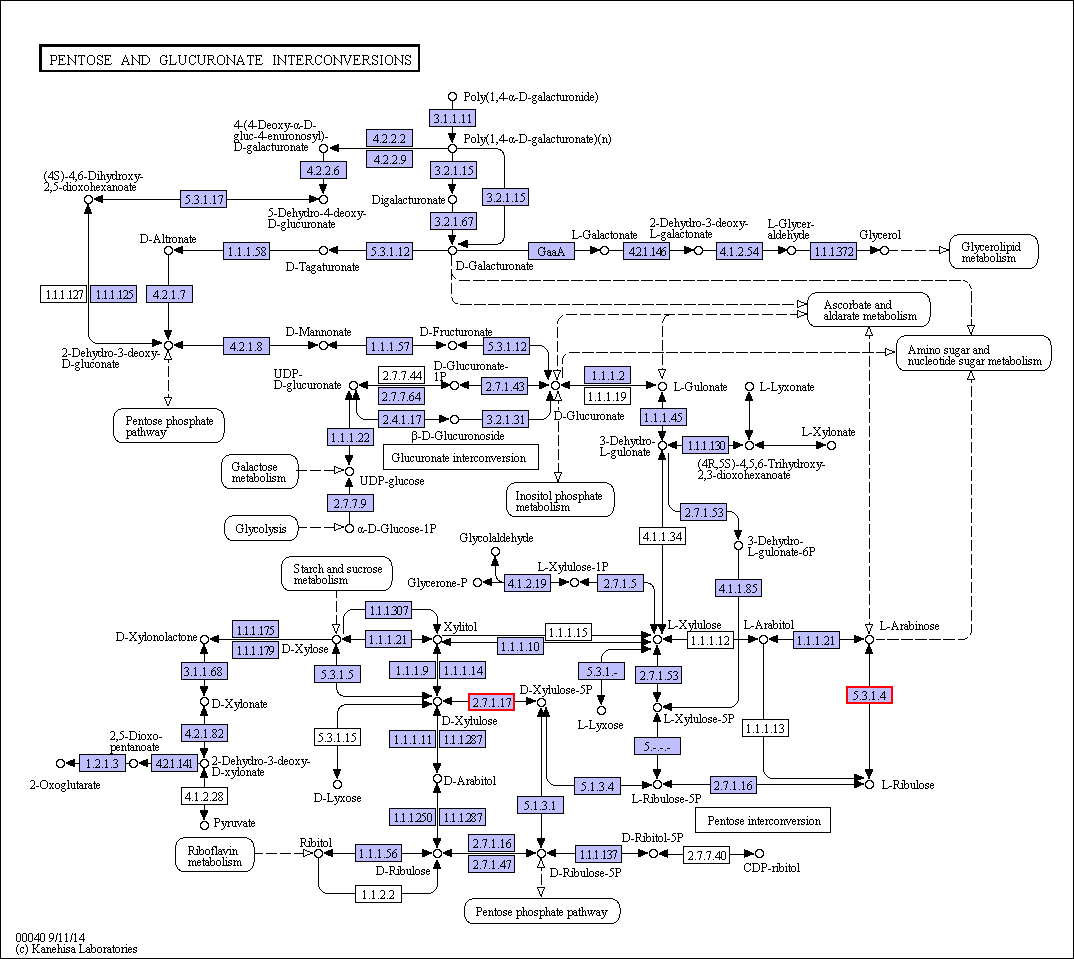 PENTOSE AND GLUCURONATE INTERCONVERSIONS
Poly(1,4-α-D-galacturonide)
3.1.1.11
4-(4-Deoxy-α-D-
gluc-4-enuronosyl)-
D-galacturonate
4.2.2.2
Poly(1,4-α-D-galacturonate)(n)
4.2.2.9
4.2.2.6
3.2.1.15
(4S)-4,6-Dihydroxy-
2,5-dioxohexanoate
5.3.1.17
Digalacturonate
3.2.1.15
5-Dehydro-4-deoxy-
D-glucuronate
3.2.1.67
D-Altronate
1.1.1.58
D-Tagaturonate
5.3.1.12
D-Galacturonate
GaaA
L-Galactonate
4.2.1.146
2-Dehydro-3-deoxy-
L-galactonate
4.1.2.54
L-Glycer-
aldehyde
1.1.1372
Glycerol
Glycerolipid
metabolism
1.1.1.127
1.1.1.125
4.2.1.7
Ascorbate and
aldarate metabolism
2-Dehydro-3-deoxy-
D-gluconate
4.2.1.8
D-Mannonate
1.1.1.57
D-Fructuronate
5.3.1.12
Amino sugar and
nucleotide sugar metabolism
UDP-
D-glucuronate
2.7.7.44
2.7.7.64
D-Glucuronate-
1P
2.7.1.43
1.1.1.2
1.1.1.19
L-Gulonate
L-Lyxonate
Pentose phosphate
pathway
2.4.1.17
β-D-Glucuronoside
3.2.1.31
D-Glucuronate
1.1.1.45
1.1.1.22
Glucuronate interconversion
3-Dehydro-
L-gulonate
1.1.1.130
L-Xylonate
(4R,5S)-4,5,6-Trihydroxy-
2,3-dioxohexanoate
Galactose
metabolism
UDP-glucose
Inositol phosphate
metabolism
2.7.7.9
2.7.1.53
Glycolysis
α-D-Glucose-1P
4.1.1.34
3-Dehydro-
L-gulonate-6P
Glycolaldehyde
Starch and sucrose
metabolism
Glycerone-P
4.1.2.19
L-Xylulose-1P
2.7.1.5
4.1.1.85
1.1.1307
D-Xylonolactone
1.1.1.175
1.1.1.179
D-Xylose
1.1.1.21
Xylitol
1.1.1.15
1.1.1.10
L-Xylulose
1.1.1.12
L-Arabitol
1.1.1.21
L-Arabinose
3.1.1.68
5.3.1.5
1.1.1.9
1.1.1.14
5.3.1.-
2.7.1.53
D-Xylonate
D-Xylulose
2.7.1.17
D-Xylulose-5P
L-Lyxose
L-Xylulose-5P
5.3.1.4
4.2.1.82
5.3.1.15
1.1.1.11
1.1.1287
5.-.-.-
1.1.1.13
2,5-Dioxo-
pentanoate
2-Oxoglutarate
1.2.1.3
4.2.1.141
2-Dehydro-3-deoxy-
D-xylonate
D-Lyxose
D-Arabitol
5.1.3.4
L-Ribulose-5P
2.7.1.16
L-Ribulose
4.1.2.28
Pyruvate
1.1.1250
1.1.1287
5.1.3.1
Pentose interconversion
Riboflavin
metabolism
Ribitol
1.1.1.56
D-Ribulose
2.7.1.16
2.7.1.47
D-Ribulose-5P
1.1.1.137
D-Ribitol-5P
2.7.7.40
CDP-ribitol
1.1.2.2
Pentose phosphate pathway
00040 9/11/14
(c) Kanehisa Laboratories